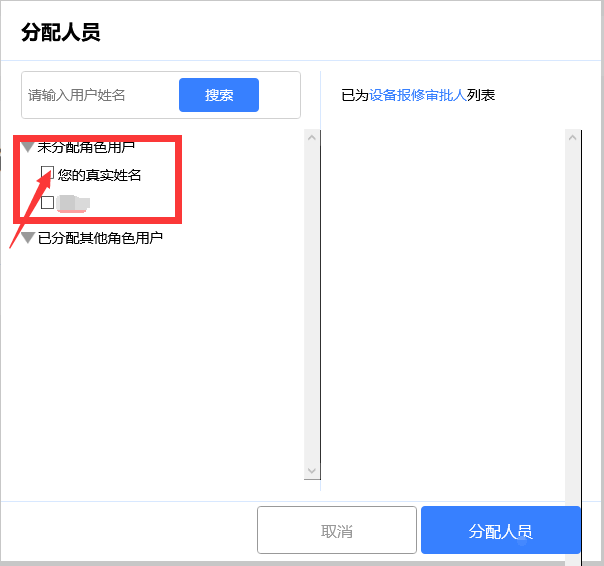 分配人员
请输入用户姓名
搜索
已为设备报修审批人列表
未分配角色用户
您的真实姓名
已分配其他角色用户
取消
分配人员